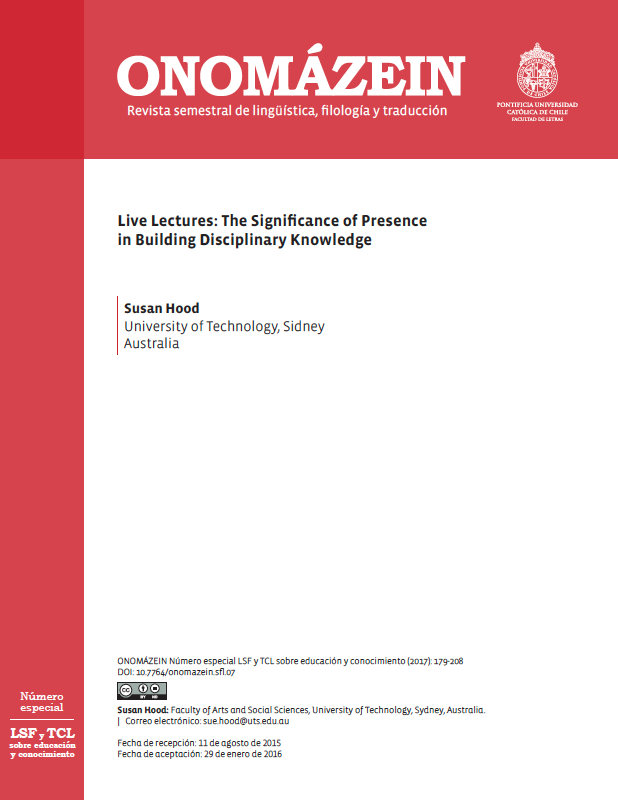 ONOMÁZEIN
Revista semestral de lingüística, filología y traducción
PONTIFICIA UNIVERSIDAD
CATÓLICA DE CHILE
FACULTAD DE LETRAS
Live Lectures: The Significance of Presence
in Building Disciplinary Knowledge
Susan Hood
University of Technology, Sidney
Australia
ONOMÁZEIN Número especial LSF y TCL sobre educación y conocimiento (2017): 179-208
DOI: 10.7764/onomazein.sfl.07
cc
BY ND
Susan Hood: Faculty of Arts and Social Sciences, University of Technology, Sydney, Australia.
| Correo electrónico: sue.hood@uts.edu.au
Fecha de recepción: 11 de agosto de 2015
Fecha de aceptación: 29 de enero de 2016
Número
especial
LSF y TCL
sobre educación
y conocimiento